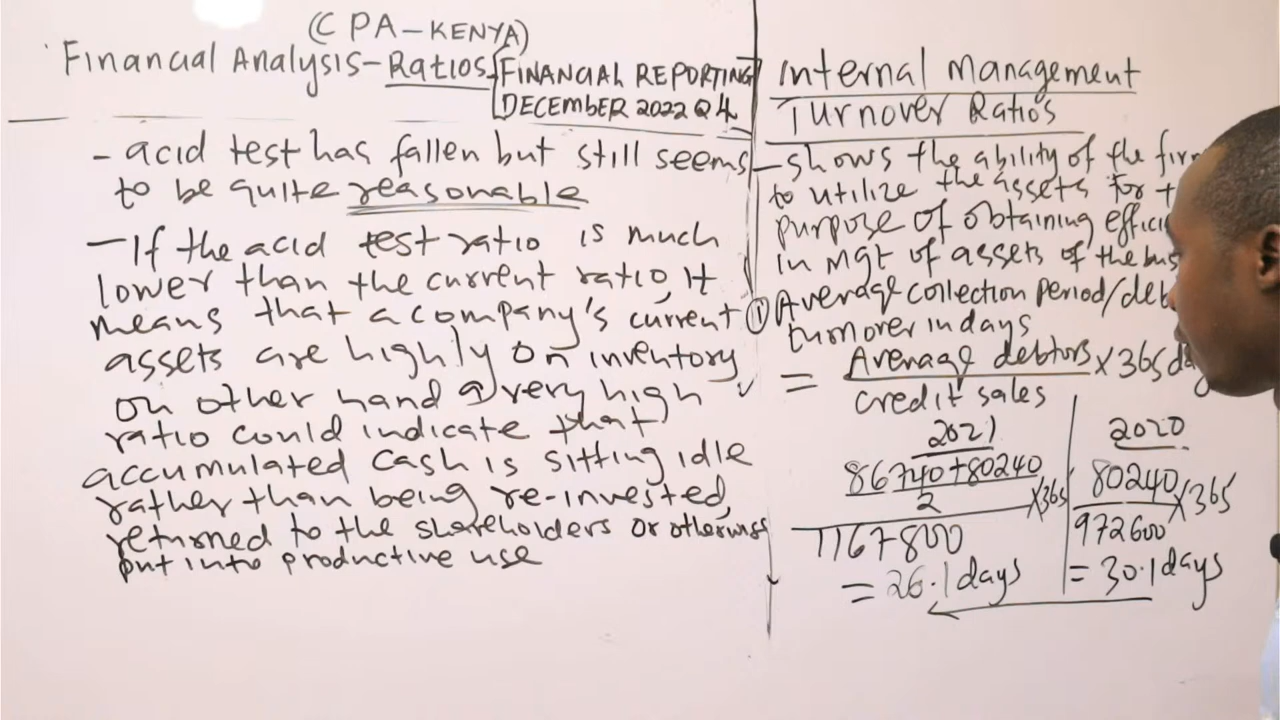 (CPA-KENYA)
Financial Analysis-Ratios
FINANCIAL REPORTING
DECEMBER 2022 Q4
- acid test has fallen but still seems
to be quite reasonable
- If the acid test ratio is much
lower than the current ratio, it
means that a company's current
assets are highly on inventory
on other hand a very high
ratio could indicate that
accumulated cash is sitting idle
rather than being re-invested,
returned to the shareholders or otherwise
put into productive use
Internal Management
Turnover Ratios
- shows the ability of the
to utilize the assets for
purpose of obtaining
in mgt of assets of the
① Average collection period/
turnover in days
= Average debtors × 365
credit sales
2021
86740+80240
2
×365
1167800
= 26.1 days
2020
80240 ×365
972600
= 30.1 days